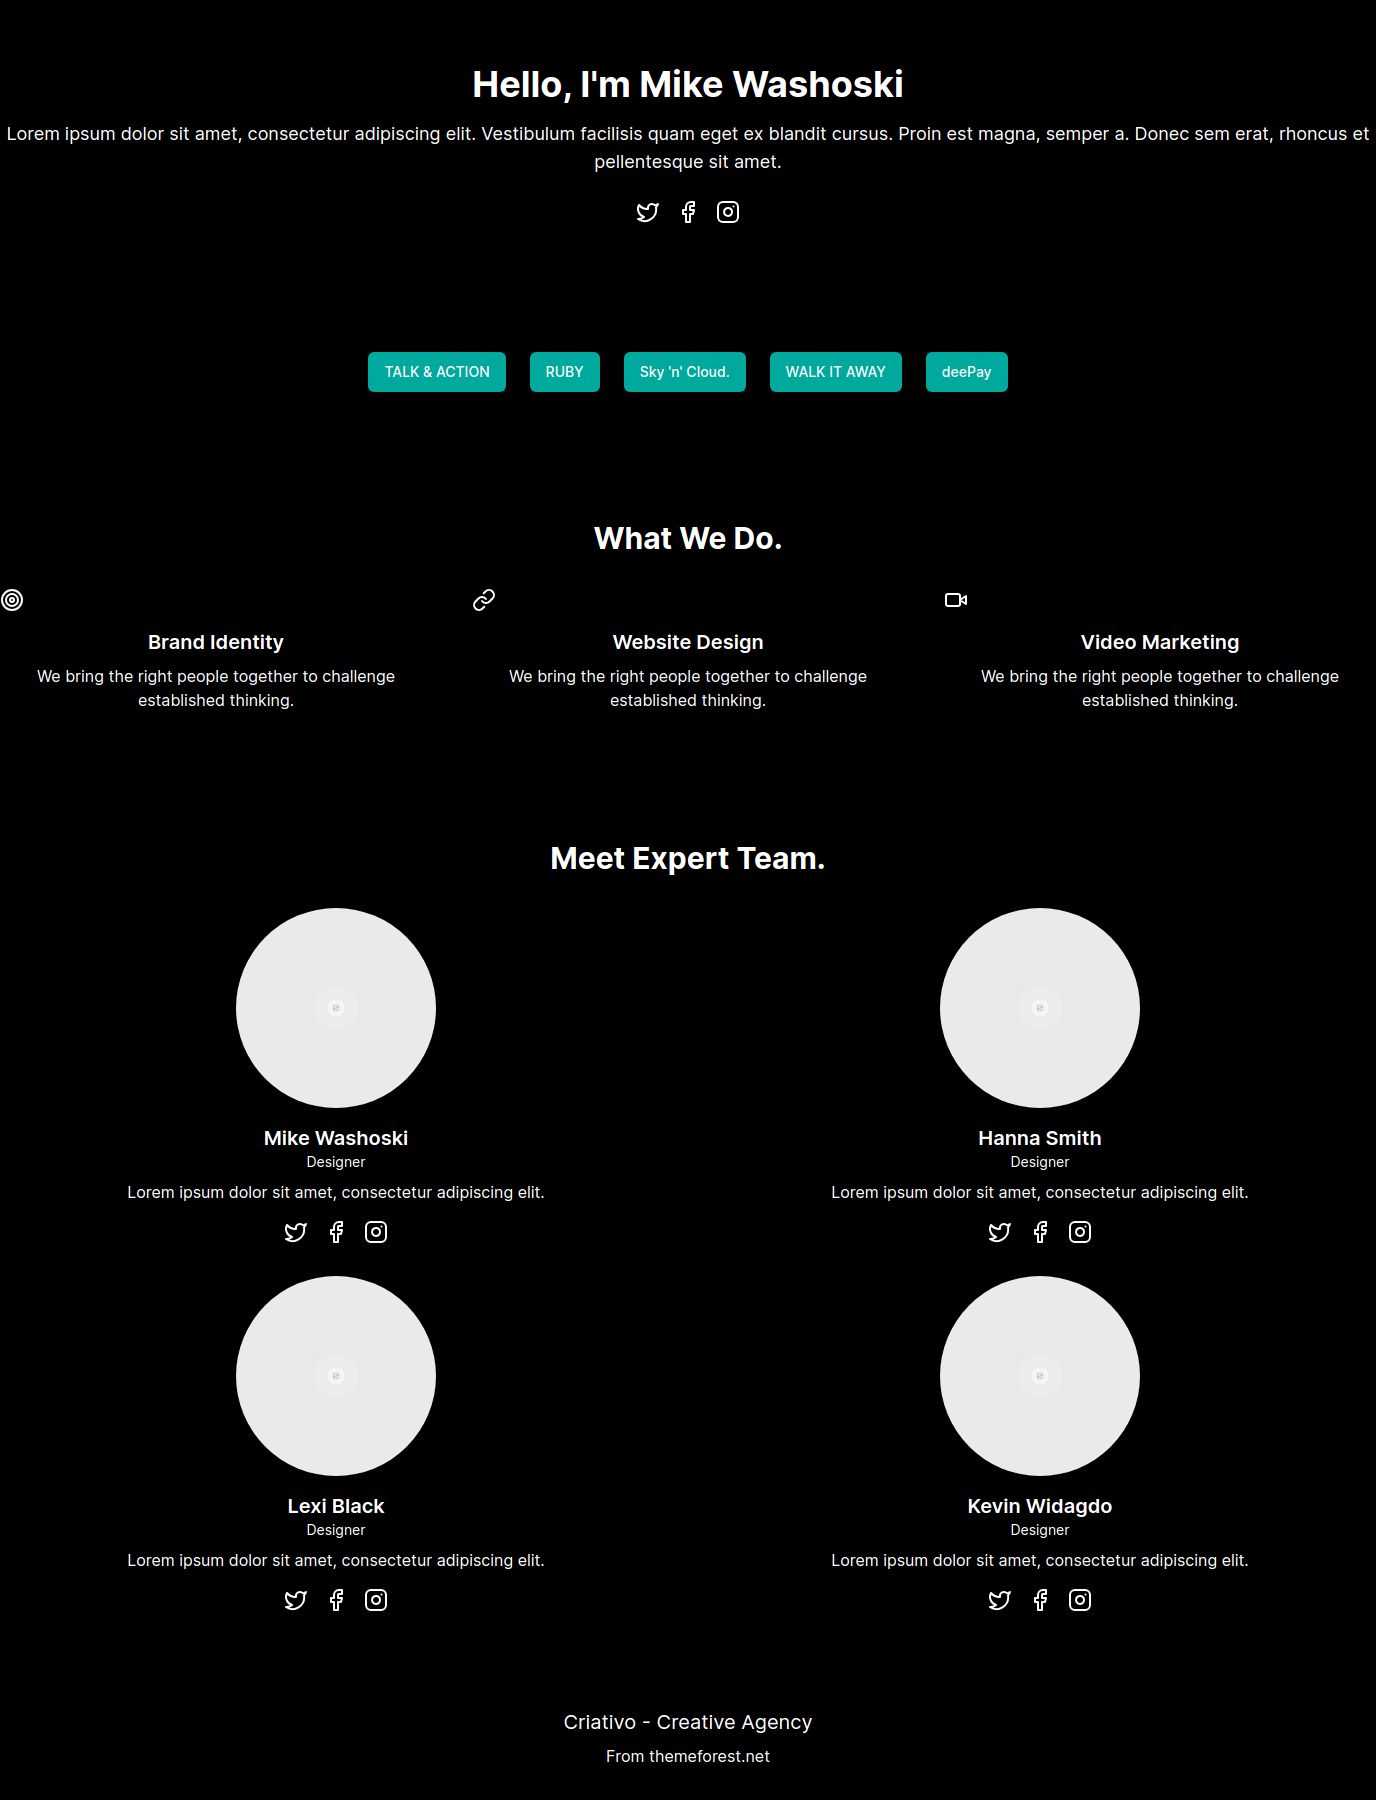 Hello, I'm Mike Washoski
Lorem ipsum dolor sit amet, consectetur adipiscing elit. Vestibulum facilisis quam eget ex blandit cursus. Proin est magna, semper a. Donec sem erat, rhoncus et
pellentesque sit amet.
TALK & ACTION
RUBY
Sky 'n' Cloud.
WALK IT AWAY
deePay
What We Do.
Brand Identity
We bring the right people together to challenge
established thinking.
Website Design
We bring the right people together to challenge
established thinking.
Video Marketing
We bring the right people together to challenge
established thinking.
Meet Expert Team.
Mike Washoski
Designer
Lorem ipsum dolor sit amet, consectetur adipiscing elit.
Hanna Smith
Designer
Lorem ipsum dolor sit amet, consectetur adipiscing elit.
Lexi Black
Designer
Lorem ipsum dolor sit amet, consectetur adipiscing elit.
Kevin Widagdo
Designer
Lorem ipsum dolor sit amet, consectetur adipiscing elit.
Criativo - Creative Agency
From themeforest.net